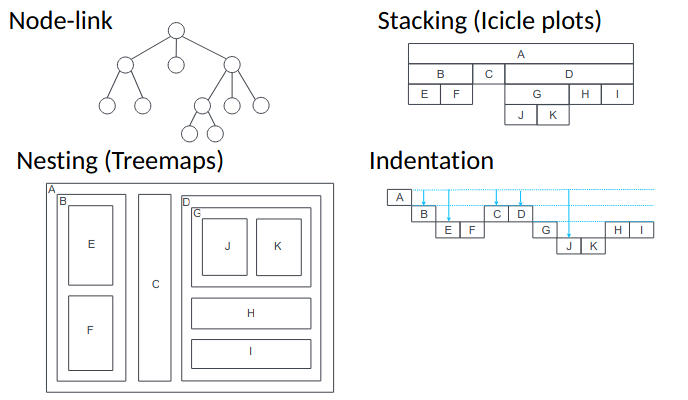 Node-link
Stacking (Icicle plots)
A
B C D
E F G H I
J K
Nesting (Treemaps)
A
B
E
F
C
D
G
J K
H
I
Indentation
A
B C D
E F G H I
J K